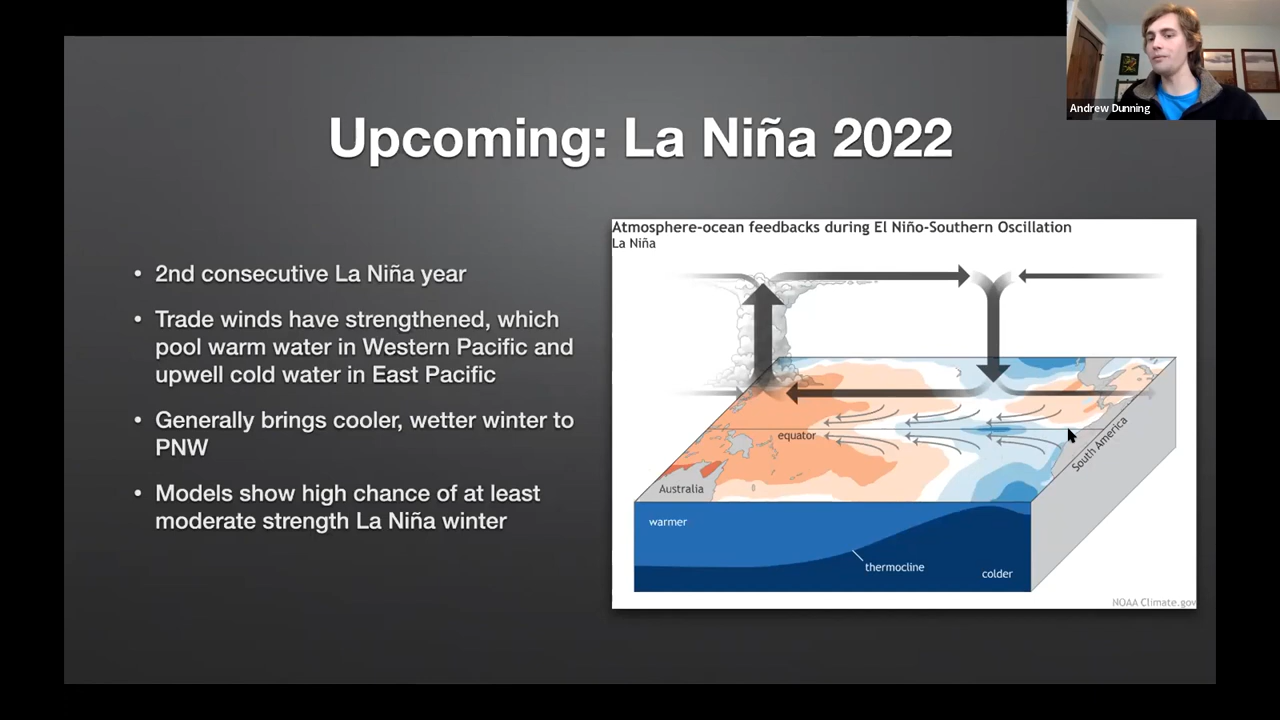 Andrew Dunning
Upcoming: La Niña 2022
• 2nd consecutive La Niña year
• Trade winds have strengthened, which
pool warm water in Western Pacific and
upwell cold water in East Pacific
• Generally brings cooler, wetter winter to
PNW
• Models show high chance of at least
moderate strength La Niña winter
Atmosphere-ocean feedbacks during El Niño-Southern Oscillation
La Niña
equator
South America
Australia
warmer
thermocline
colder
NOAA Climate.gov